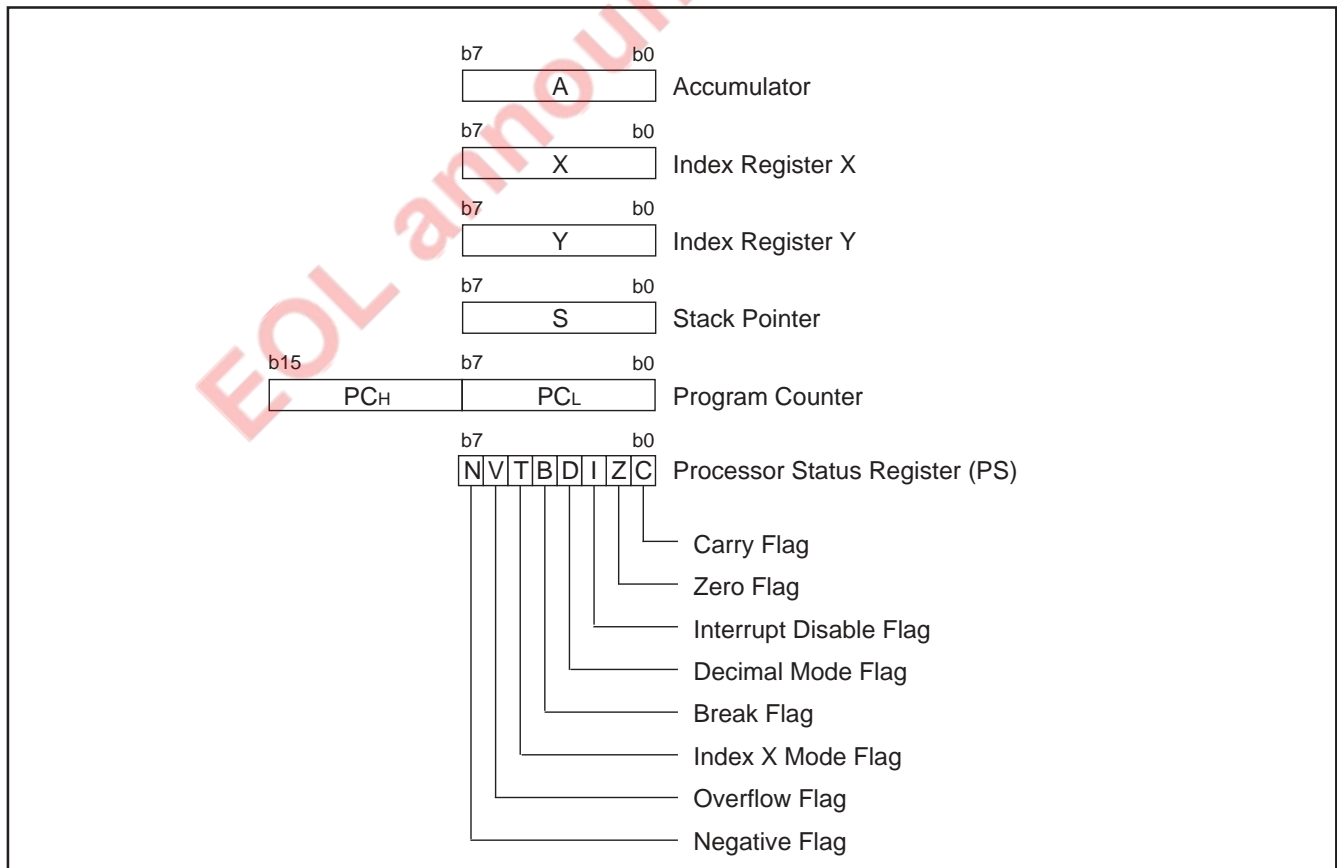 b7 b0
A Accumulator
b7 b0
X Index Register X
b7 b0
Y Index Register Y
b7 b0
S Stack Pointer
b15 b7 b0
PCH PCL Program Counter
b7 b0
N V T B D I Z C Processor Status Register (PS)
Carry Flag
Zero Flag
Interrupt Disable Flag
Decimal Mode Flag
Break Flag
Index X Mode Flag
Overflow Flag
Negative Flag
EOL announ